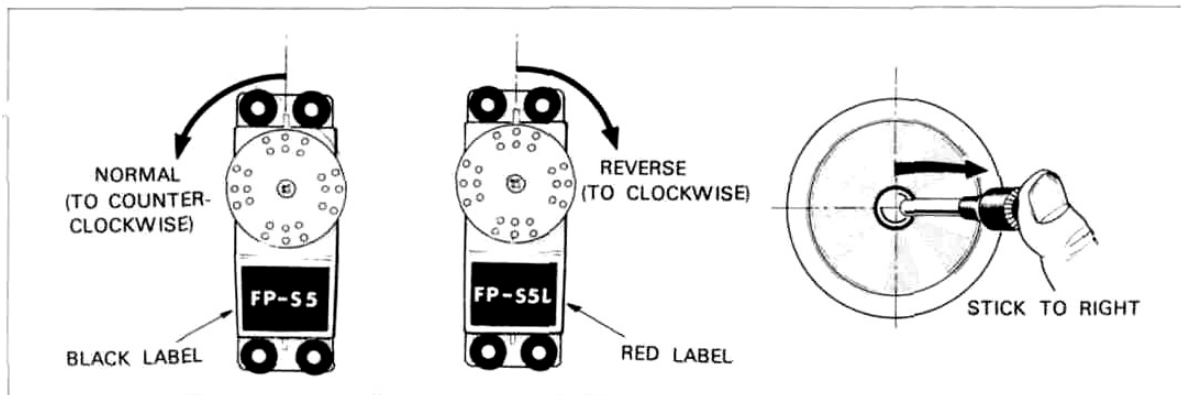 NORMAL
(TO COUNTER-
CLOCKWISE)
FP-S5
BLACK LABEL
REVERSE
(TO CLOCKWISE)
FP-S5L
RED LABEL
STICK TO RIGHT